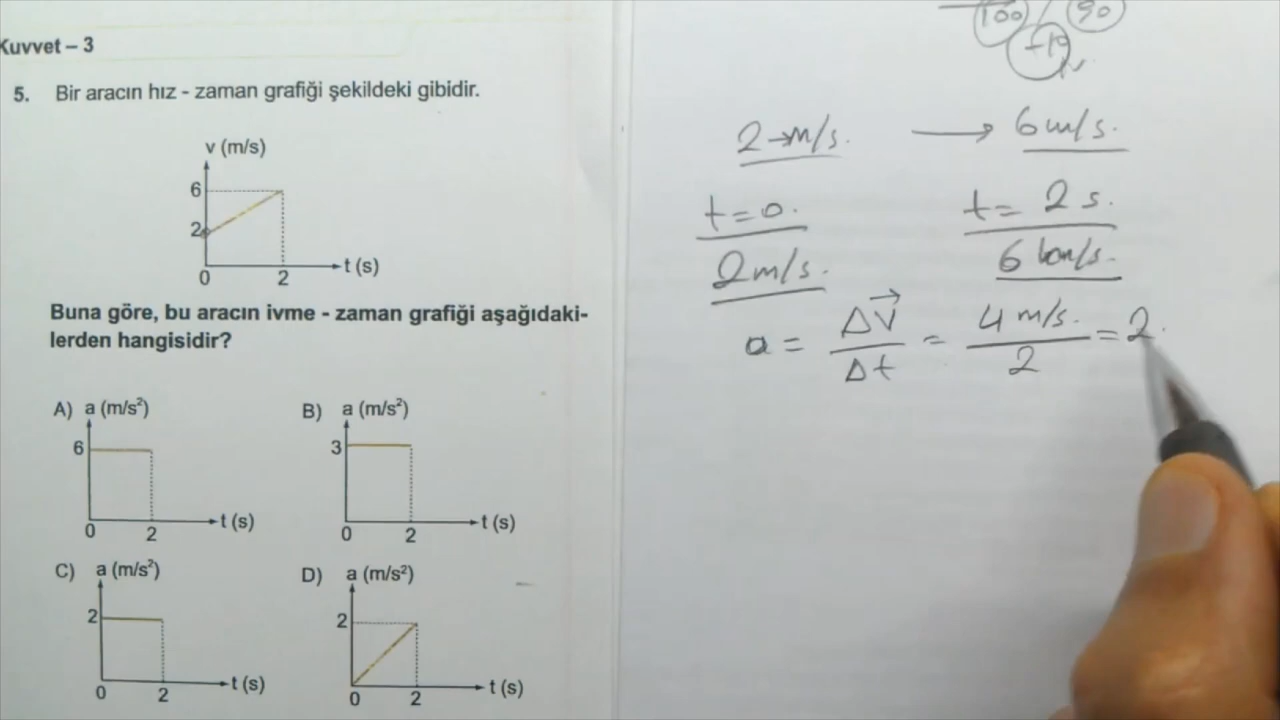 Kuvvet – 3
5. Bir aracın hız - zaman grafiği şekildeki gibidir.
v (m/s)
6
2
0
2
t (s)
Buna göre, bu aracın ivme - zaman grafiği aşağıdaki-
lerden hangisidir?
A) a (m/s²)
6
0
2
t (s)
B) a (m/s²)
3
0
2
t (s)
C) a (m/s²)
2
0
2
t (s)
D) a (m/s²)
2
0
2
t (s)
100 / 90
2 → m/s. → 6 m/s.
t = 0. t = 2 s.
2 m/s.
a = ΔV / Δt = 4 m/s. / 2 = 2